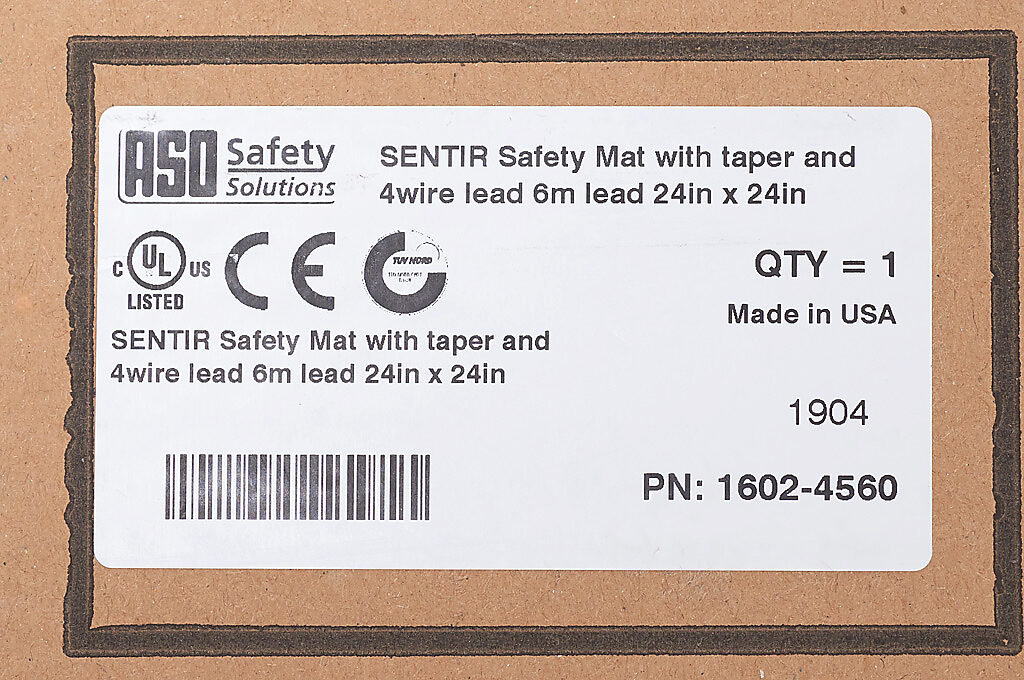 ASO Safety Solutions
SENTIR Safety Mat with taper and
4wire lead 6m lead 24in x 24in
C UL US
LISTED
CE
TUV NORD
QTY = 1
Made in USA
SENTIR Safety Mat with taper and
4wire lead 6m lead 24in x 24in
1904
PN: 1602-4560